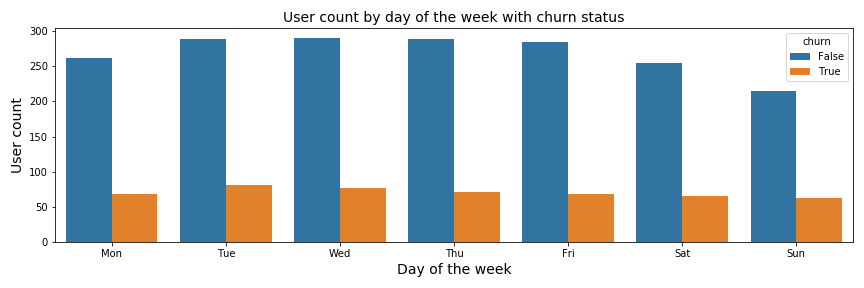 User count by day of the week with churn status
churn
False
True
User count
300
250
200
150
100
50
0
Mon Tue Wed Thu Fri Sat Sun
Day of the week